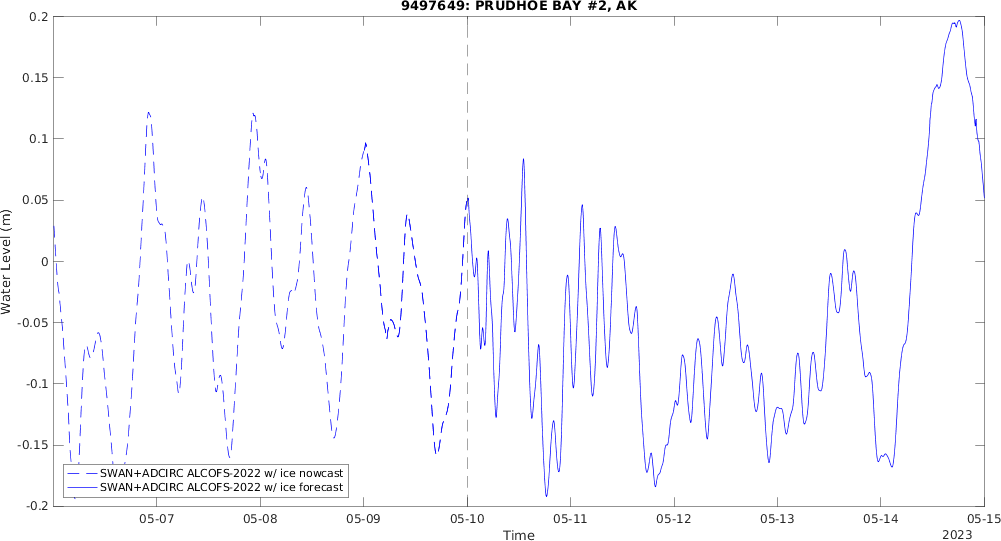 9497649: PRUDHOE BAY #2, AK
0.2
0.15
0.1
0.05
0
-0.05
-0.1
-0.15
-0.2
Water Level (m)
SWAN+ADCIRC ALCOFS-2022 w/ ice nowcast
SWAN+ADCIRC ALCOFS-2022 w/ ice forecast
05-07 05-08 05-09 05-10 05-11 05-12 05-13 05-14 05-15
Time
2023